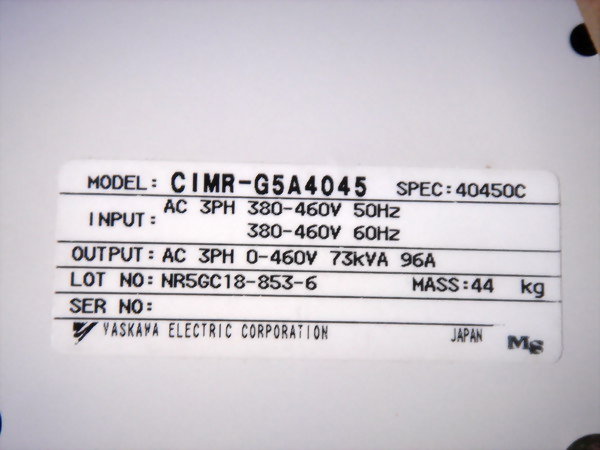 MODEL: CIMR-G5A4045 SPEC:40450C
INPUT: AC 3PH 380-460V 50Hz
380-460V 60Hz
OUTPUT: AC 3PH 0-460V 73kVA 96A
LOT NO: NR5GC18-853-6 MASS:44 kg
SER NO:
YASKAWA ELECTRIC CORPORATION JAPAN MS